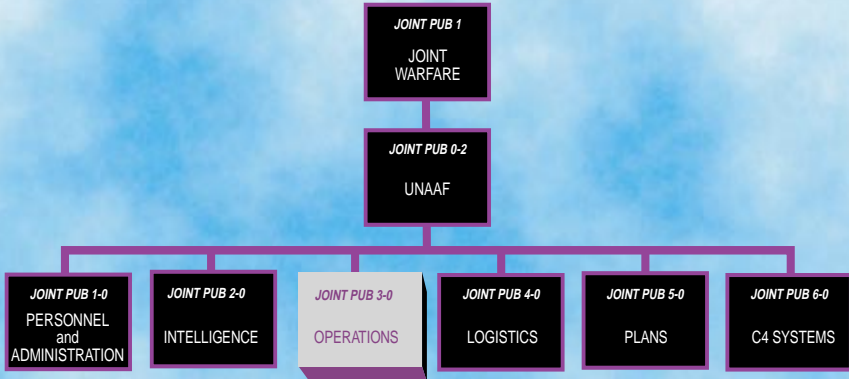 JOINT PUB 1
JOINT
WARFARE
JOINT PUB 0-2
UNAAF
JOINT PUB 1-0
PERSONNEL
and
ADMINISTRATION
JOINT PUB 2-0
INTELLIGENCE
JOINT PUB 3-0
OPERATIONS
JOINT PUB 4-0
LOGISTICS
JOINT PUB 5-0
PLANS
JOINT PUB 6-0
C4 SYSTEMS